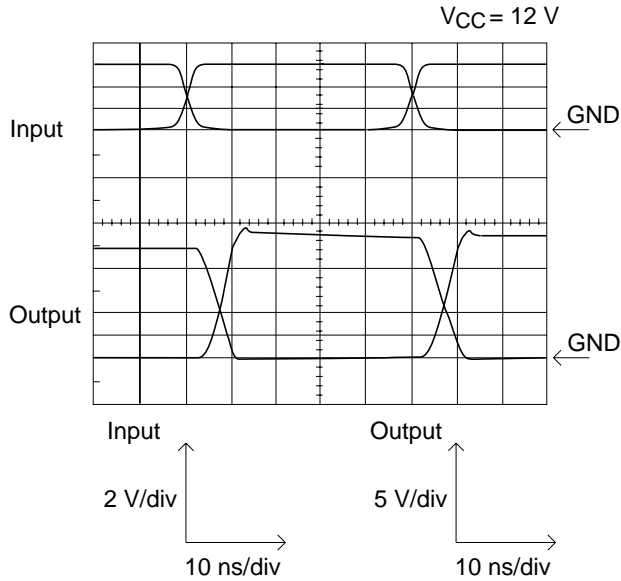 VCC = 12 V
Input
GND
Output
GND
Input
Output
2 V/div
5 V/div
10 ns/div
10 ns/div